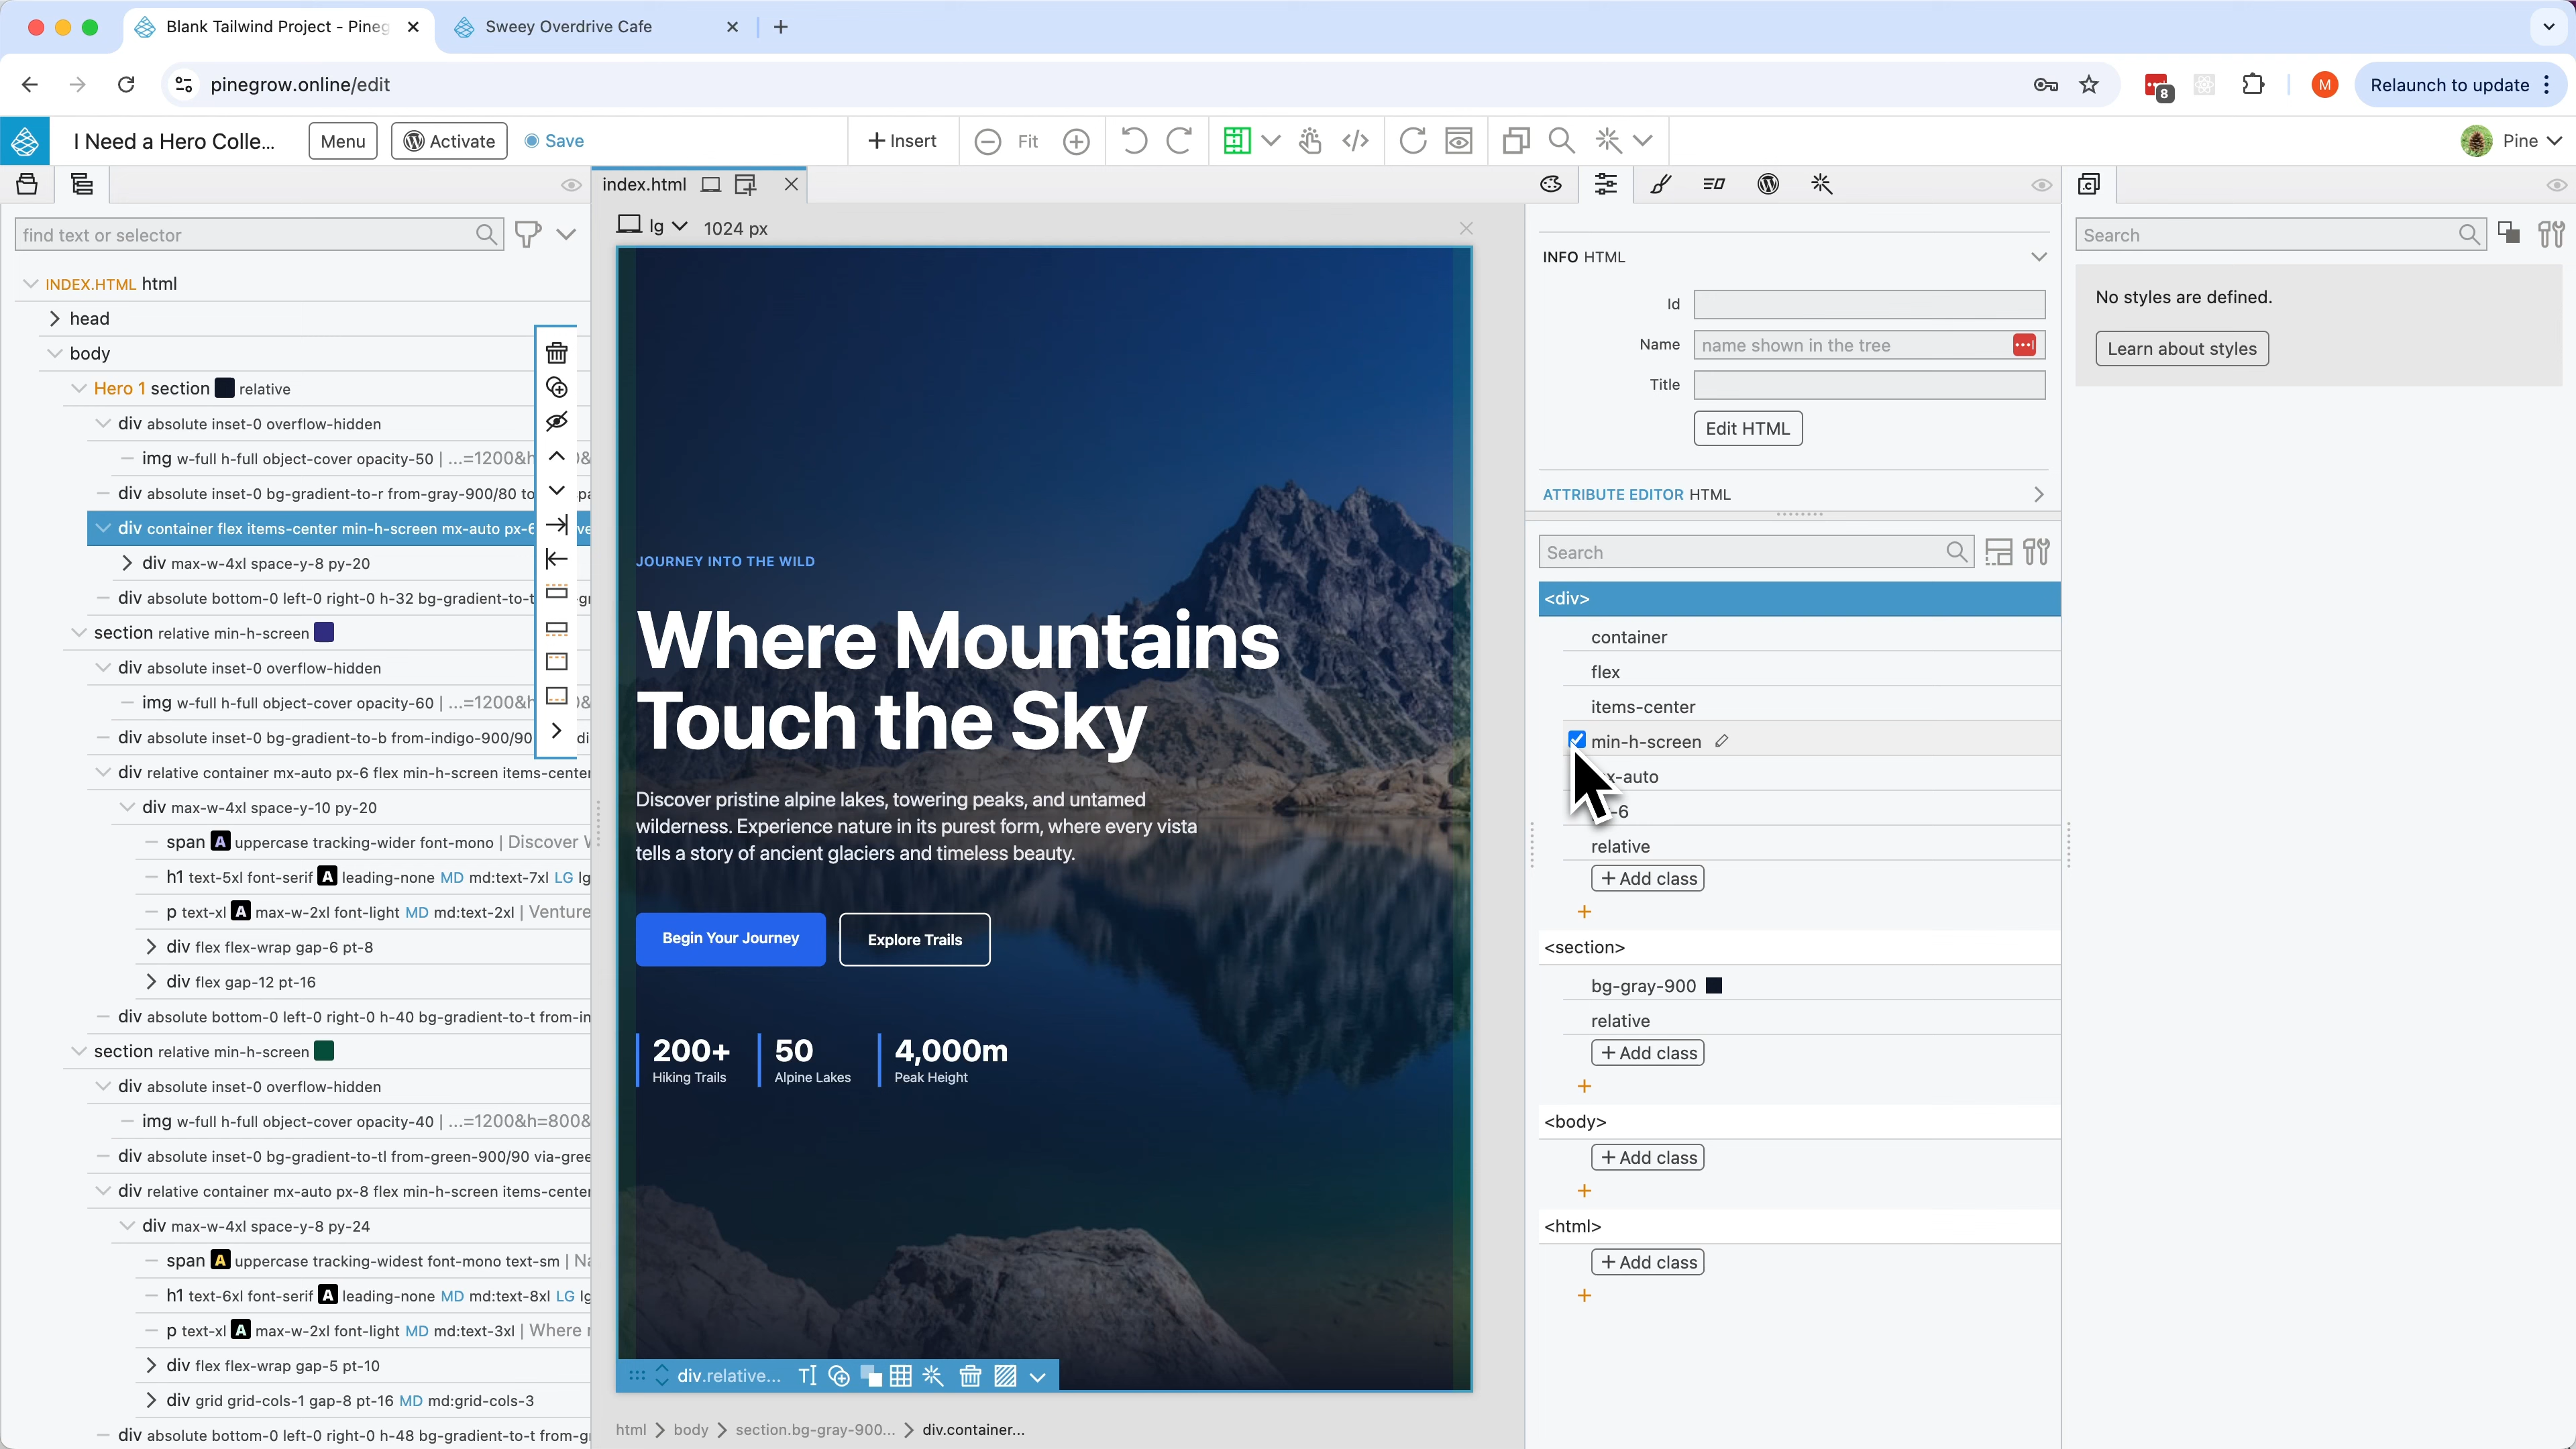 Blank Tailwind Project - Pineg
Sweey Overdrive Cafe
pinegrow.online/edit
8
M
Relaunch to update
I Need a Hero Colle...
Menu
Activate
Save
Insert
Fit
Pine
index.html
find text or selector
lg
1024 px
INDEX.HTML html
head
body
Hero 1 section relative
div absolute inset-0 overflow-hidden
img w-full h-full object-cover opacity-50 | ...=1200&h
div absolute inset-0 bg-gradient-to-r from-gray-900/80 to
div container flex items-center min-h-screen mx-auto px-6
div max-w-4xl space-y-8 py-20
div absolute bottom-0 left-0 right-0 h-32 bg-gradient-to-t
section relative min-h-screen
div absolute inset-0 overflow-hidden
img w-full h-full object-cover opacity-60 | ...=1200&h
div absolute inset-0 bg-gradient-to-b from-indigo-900/90
div relative container mx-auto px-6 flex min-h-screen items-center
div max-w-4xl space-y-10 py-20
span A uppercase tracking-wider font-mono | Discover
h1 text-5xl font-serif A leading-none MD md:text-7xl LG lg
p text-xl A max-w-2xl font-light MD md:text-2xl | Venture
div flex flex-wrap gap-6 pt-8
div flex gap-12 pt-16
div absolute bottom-0 left-0 right-0 h-40 bg-gradient-to-t from-in
section relative min-h-screen
div absolute inset-0 overflow-hidden
img w-full h-full object-cover opacity-40 | ...=1200&h=800&
div absolute inset-0 bg-gradient-to-tl from-green-900/90 via-gree
div relative container mx-auto px-8 flex min-h-screen items-center
div max-w-4xl space-y-8 py-24
span A uppercase tracking-widest font-mono text-sm | Na
h1 text-6xl font-serif A leading-none MD md:text-8xl LG lg
p text-xl A max-w-2xl font-light MD md:text-3xl | Where
div flex flex-wrap gap-5 pt-10
div grid grid-cols-1 gap-8 pt-16 MD md:grid-cols-3
div absolute bottom-0 left-0 right-0 h-48 bg-gradient-to-t from-g
JOURNEY INTO THE WILD
Where Mountains
Touch the Sky
Discover pristine alpine lakes, towering peaks, and untamed
wilderness. Experience nature in its purest form, where every vista
tells a story of ancient glaciers and timeless beauty.
Begin Your Journey
Explore Trails
200+
Hiking Trails
50
Alpine Lakes
4,000m
Peak Height
div.relative...
html
body
section.bg-gray-900...
div.container...
INFO HTML
Id
Name
name shown in the tree
Title
Edit HTML
ATTRIBUTE EDITOR HTML
Search
<div>
container
flex
items-center
min-h-screen
x-auto
-6
relative
+ Add class
+
<section>
bg-gray-900
relative
+ Add class
+
<body>
+ Add class
+
<html>
+ Add class
+
Search
No styles are defined.
Learn about styles